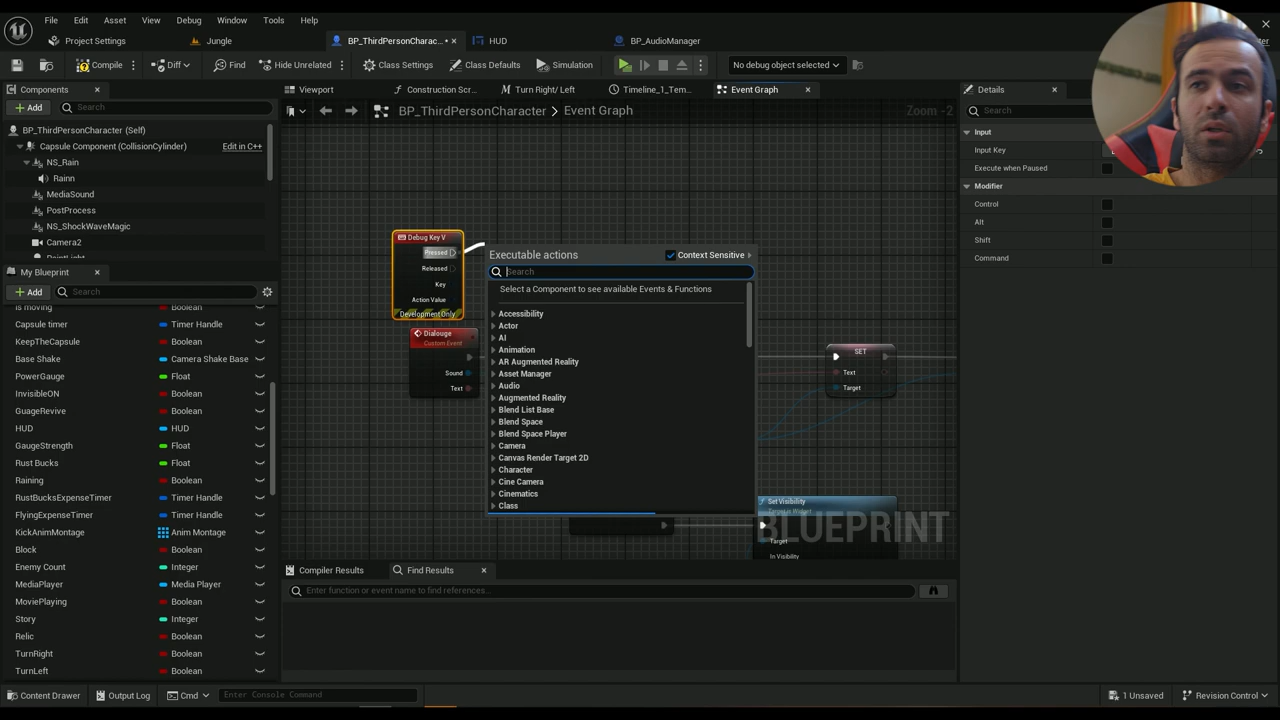 File Edit Asset View Debug Window Tools Help
Project Settings Jungle BP_ThirdPersonCharac... • × HUD BP_AudioManager
Compile Diff Find Hide Unrelated Class Settings Class Defaults Simulation No debug object selected
Components ×
+ Add Search
BP_ThirdPersonCharacter (Self)
Capsule Component (CollisionCylinder) Edit in C++
NS_Rain
Rainn
MediaSound
PostProcess
NS_ShockWaveMagic
Camera2
My Blueprint ×
+ Add Search
Is moving Boolean
Capsule timer Timer Handle
KeepTheCapsule Boolean
Base Shake Camera Shake Base
PowerGauge Float
InvisibleON Boolean
GuageRevive Boolean
HUD HUD
GaugeStrength Float
Rust Bucks Float
Raining Boolean
RustBucksExpenseTimer Timer Handle
FlyingExpenseTimer Timer Handle
KickAnimMontage Anim Montage
Block Boolean
Enemy Count Integer
MediaPlayer Media Player
MoviePlaying Boolean
Story Integer
Relic Boolean
TurnRight Boolean
TurnLeft Boolean
Viewport Construction Scr... Turn Right/ Left Timeline_1_Tem... Event Graph ×
BP_ThirdPersonCharacter > Event Graph Zoom -2
Debug Key V
Pressed
Released
Key
Action Value
Development Only
Dialouge
Custom Event
Sound
Text
Executable actions Context Sensitive
Search
Select a Component to see available Events & Functions
Accessibility
Actor
AI
Animation
AR Augmented Reality
Asset Manager
Audio
Augmented Reality
Blend List Base
Blend Space
Blend Space Player
Camera
Canvas Render Target 2D
Character
Cine Camera
Cinematics
Class
SET
Text
Target
Set Visibility
Target is Widget
Target
In Visibility
BLUEPRINT
Compiler Results Find Results ×
Enter function or event name to find references...
Details ×
Search
Input
Input Key
Execute when Paused
Modifier
Control
Alt
Shift
Command
Content Drawer Output Log Cmd Enter Console Command 1 Unsaved Revision Control